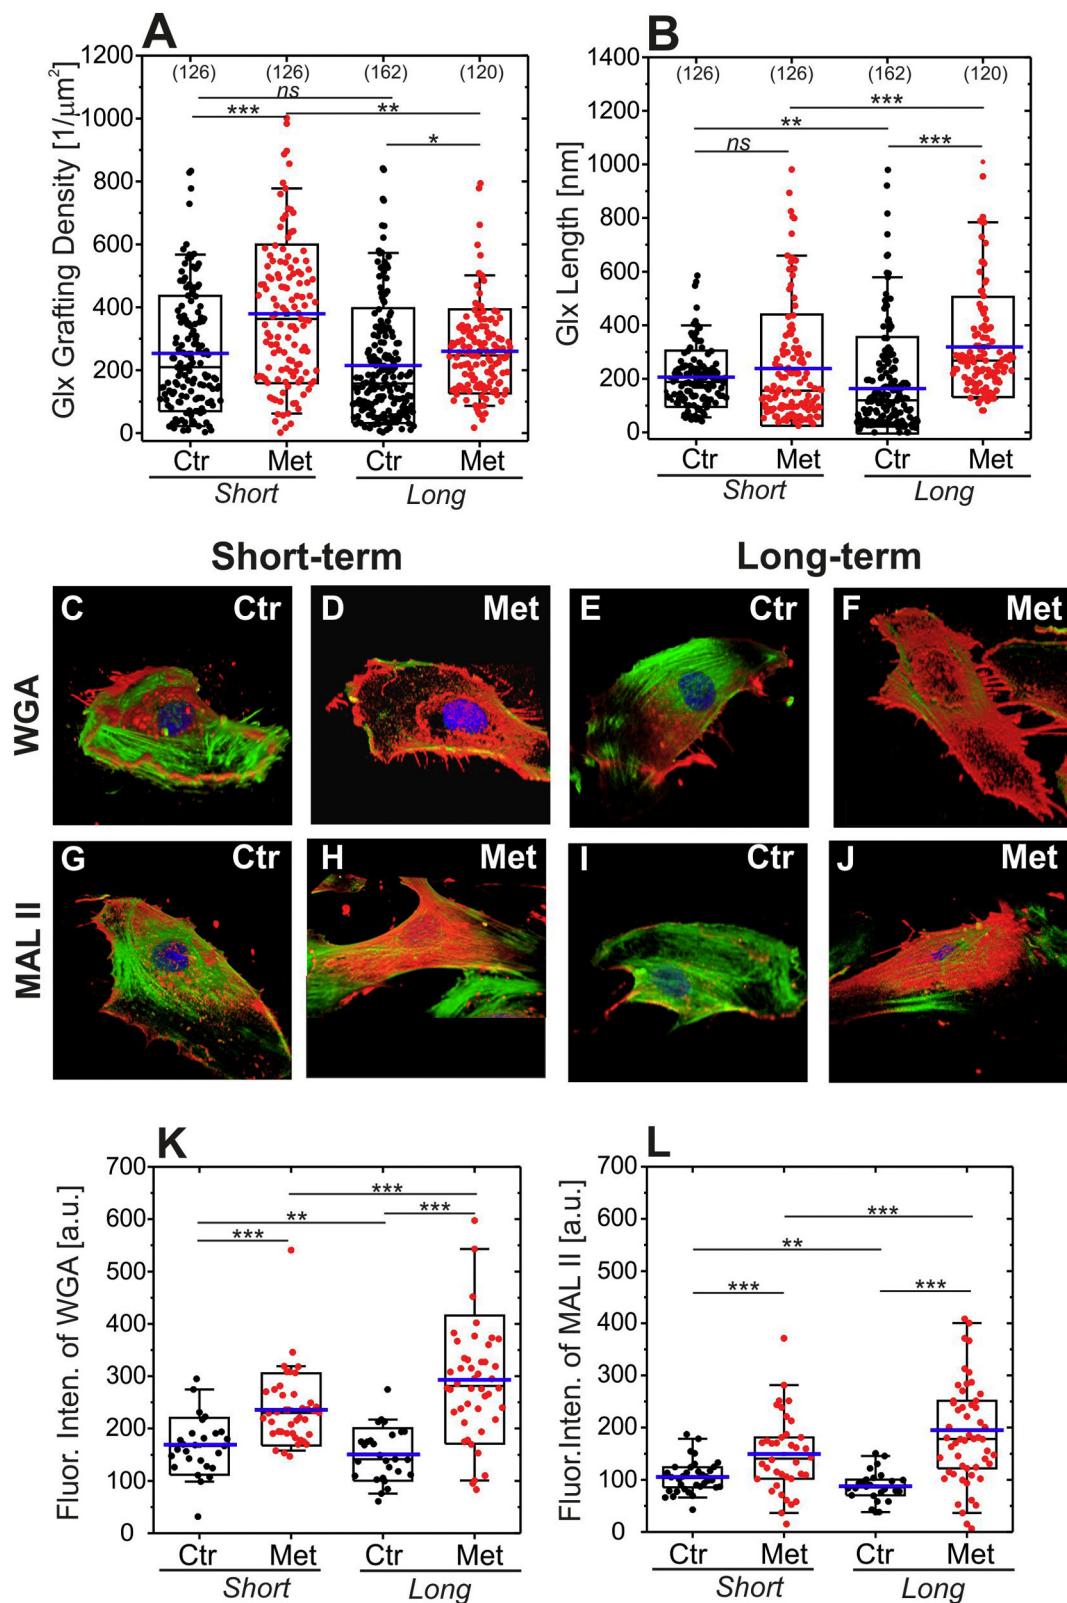 A
Glx Grafting Density [1/μm²]
1200
1000
800
600
400
200
0
(126) (126) (162) (120)
ns
*** **
*
Ctr Met Ctr Met
Short Long
B
Glx Length [nm]
1400
1200
1000
800
600
400
200
0
(126) (126) (162) (120)
***
**
ns ***
Ctr Met Ctr Met
Short Long
Short-term Long-term
WGA
C Ctr D Met E Ctr F Met
MAL II
G Ctr H Met I Ctr J Met
K
Fluor. Inten. of WGA [a.u.]
700
600
500
400
300
200
100
0
***
** ***
***
Ctr Met Ctr Met
Short Long
L
Fluor.Inten. of MAL II [a.u.]
700
600
500
400
300
200
100
0
***
**
*** ***
Ctr Met Ctr Met
Short Long